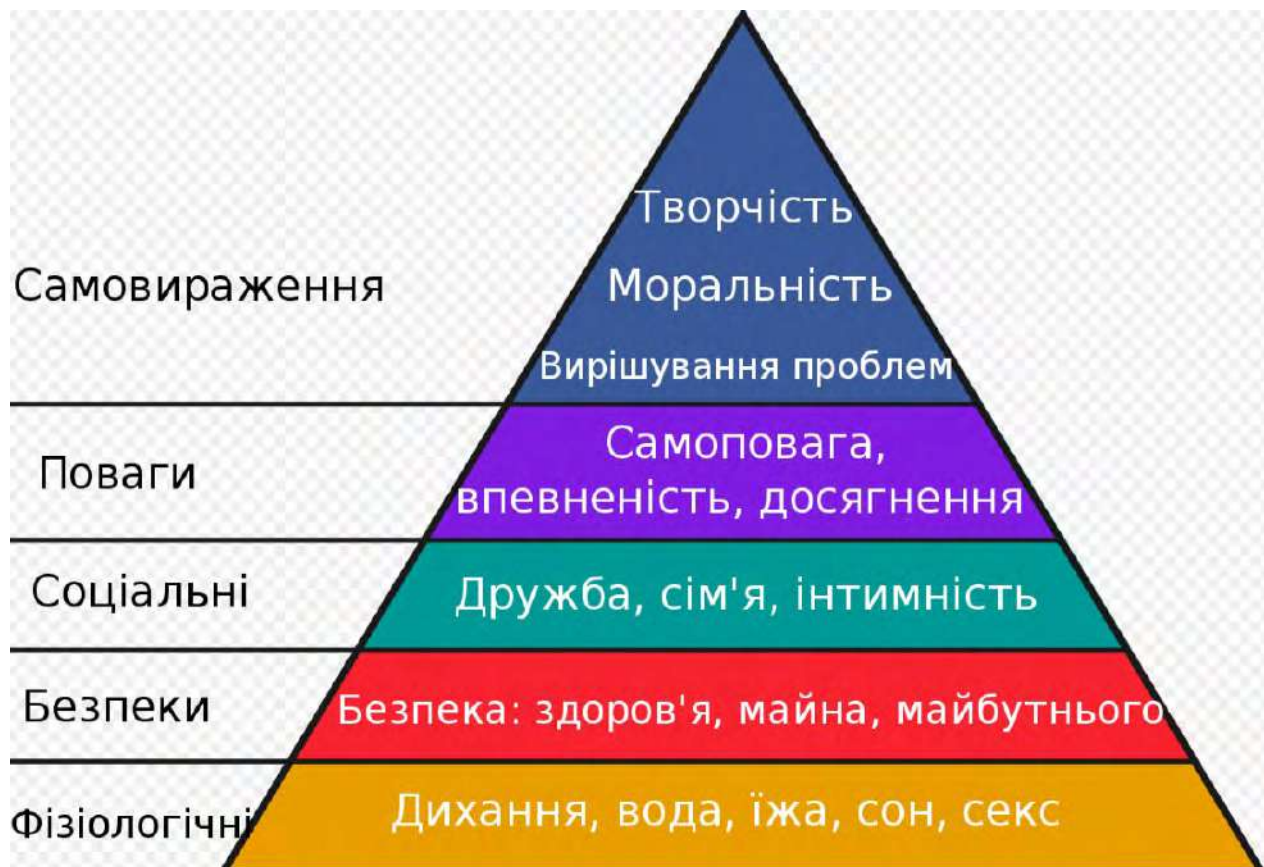 Творчість
Самовираження
Моральність
Вирішування проблем
Поваги
Самоповага,
впевненість, досягнення
Соціальні
Дружба, сім'я, інтимність
Безпеки
Безпека: здоров'я, майна, майбутнього
Фізіологічні
Дихання, вода, їжа, сон, секс